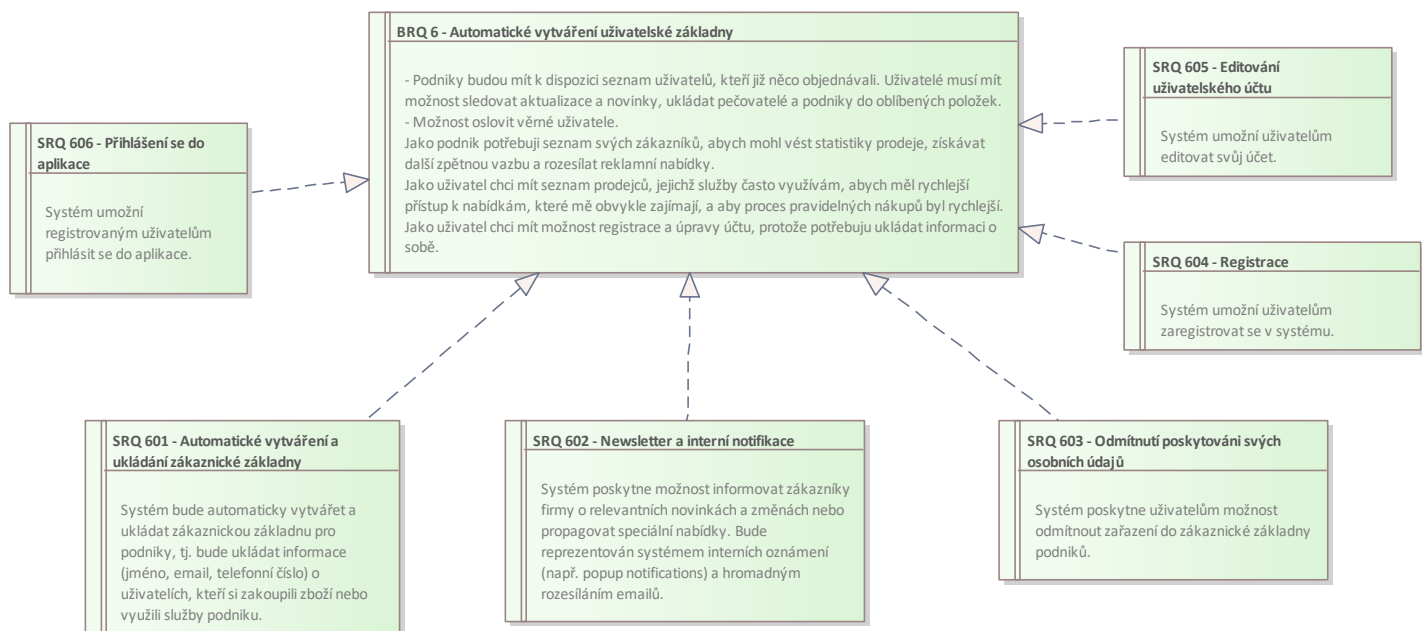 BRQ 6 - Automatické vytváření uživatelské základny
- Podniky budou mít k dispozici seznam uživatelů, kteří již něco objednávali. Uživatelé musí mít
možnost sledovat aktualizace a novinky, ukládat pečovatelé a podniky do oblíbených položek.
- Možnost oslovit věrné uživatele.
Jako podnik potřebuji seznam svých zákazníků, abych mohl vést statistiky prodeje, získávat
další zpětnou vazbu a rozesílat reklamní nabídky.
Jako uživatel chci mít seznam prodejců, jejichž služby často využívám, abych měl rychlejší
přístup k nabídkám, které mě obvykle zajímají, a aby proces pravidelných nákupů byl rychlejší.
Jako uživatel chci mít možnost registrace a úpravy účtu, protože potřebuju ukládat informaci o
sobě.
SRQ 605 - Editování
uživatelského účtu
Systém umožní uživatelům
editovat svůj účet.
SRQ 606 - Přihlášení se do
aplikace
Systém umožní
registrovaným uživatelům
přihlásit se do aplikace.
SRQ 604 - Registrace
Systém umožní uživatelům
zaregistrovat se v systému.
SRQ 601 - Automatické vytváření a
ukládání zákaznické základny
Systém bude automaticky vytvářet a
ukládat zákaznickou základnu pro
podniky, tj. bude ukládat informace
(jméno, email, telefonní číslo) o
uživatelích, kteří si zakoupili zboží nebo
využili služby podniku.
SRQ 602 - Newsletter a interní notifikace
Systém poskytne možnost informovat zákazníky
firmy o relevantních novinkách a změnách nebo
propagovat speciální nabídky. Bude
reprezentován systémem interních oznámení
(např. popup notifications) a hromadným
rozesíláním emailů.
SRQ 603 - Odmítnutí poskytováni svých
osobních údajů
Systém poskytne uživatelům možnost
odmítnout zařazení do zákaznické základny
podniků.